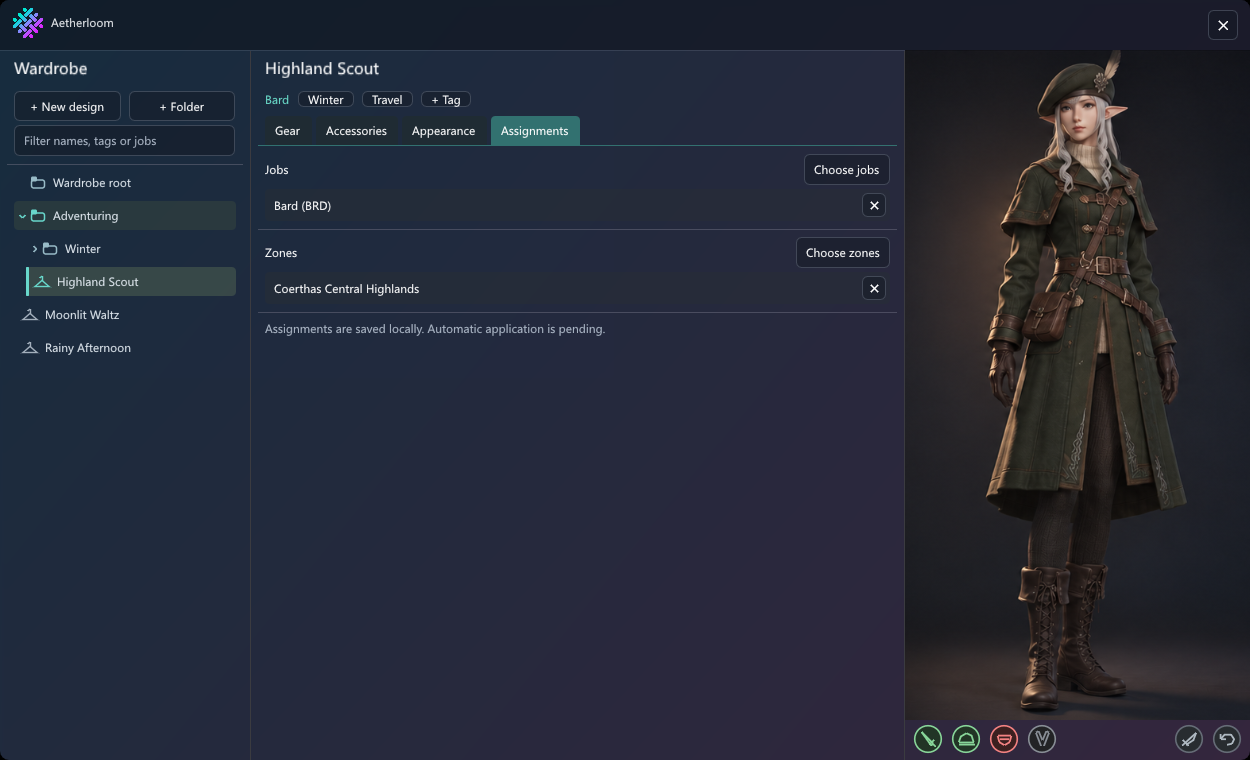 Aetherloom
Wardrobe
+ New design
+ Folder
Filter names, tags or jobs
Wardrobe root
Adventuring
Winter
Highland Scout
Moonlit Waltz
Rainy Afternoon
Highland Scout
Bard Winter Travel + Tag
Gear Accessories Appearance Assignments
Jobs
Choose jobs
Bard (BRD)
Zones
Choose zones
Coerthas Central Highlands
Assignments are saved locally. Automatic application is pending.